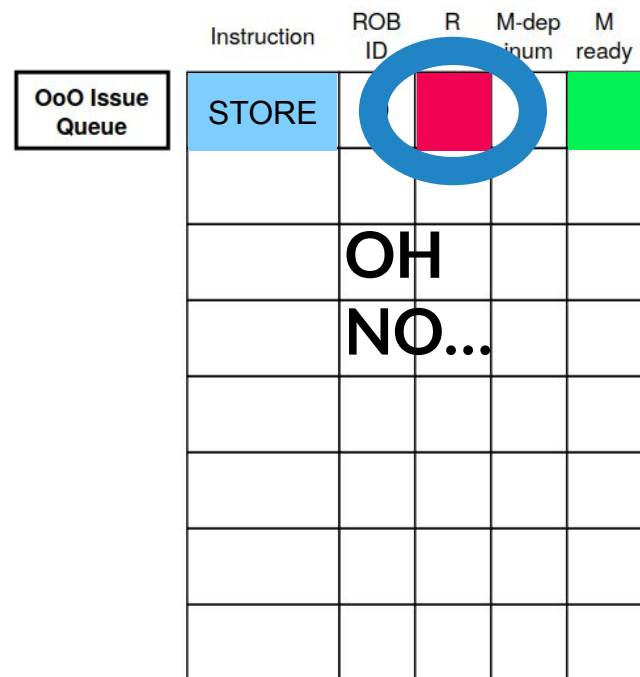 Instruction
ROB
ID
R
M-dep
inum
M
ready
OoO Issue
Queue
STORE
OH
NO...